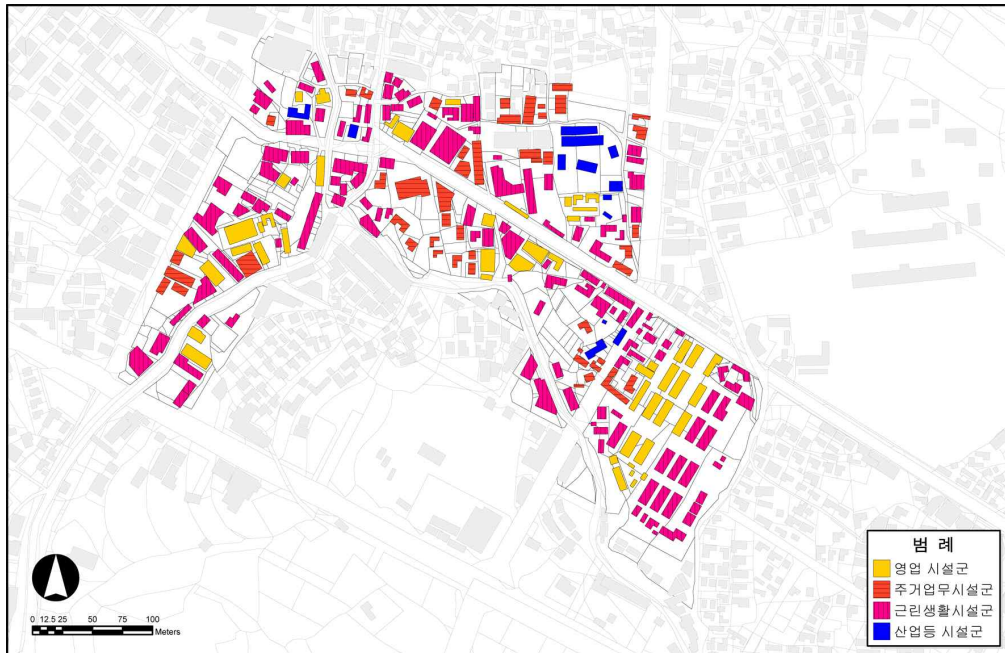 범 례
영업 시설군
주거업무시설군
근린생활시설군
산업등 시설군
0 12.5 25 50 75 100
Meters